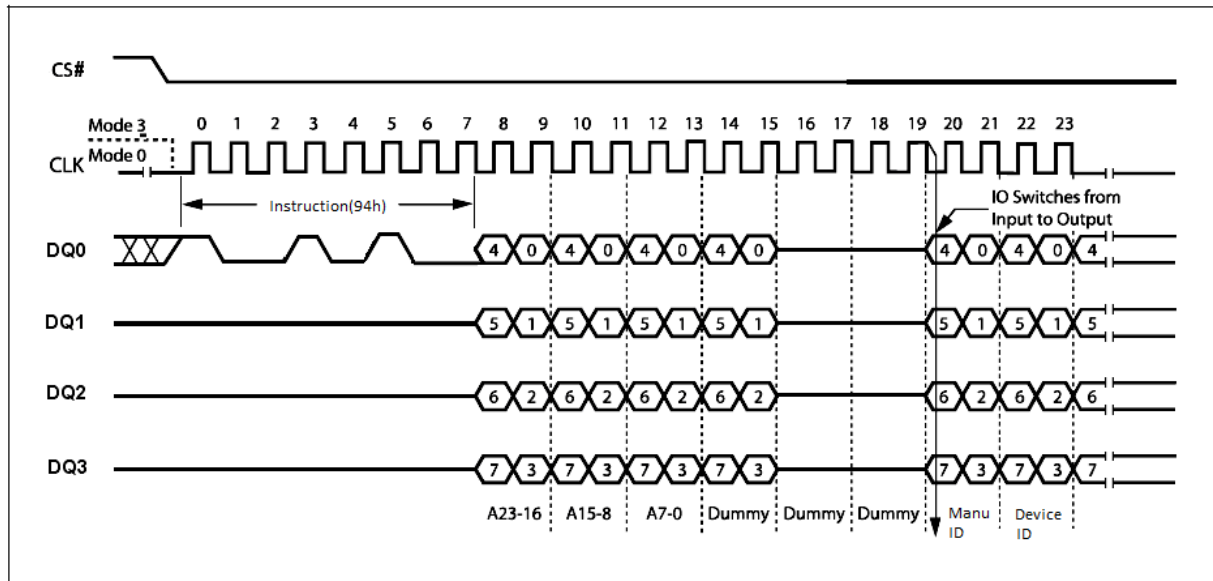 CS#
Mode 3
0 1 2 3 4 5 6 7 8 9 10 11 12 13 14 15 16 17 18 19 20 21 22 23
CLK
Mode 0
Instruction(94h)
IO Switches from
Input to Output
DQ0
4 0 4 0 4 0 4 0 4 0 4 0 4
DQ1
5 1 5 1 5 1 5 1 5 1 5 1 5
DQ2
6 2 6 2 6 2 6 2 6 2 6 2 6
DQ3
7 3 7 3 7 3 7 3 7 3 7 3 7
A23-16 A15-8 A7-0 Dummy Dummy Dummy Manu Device
ID ID